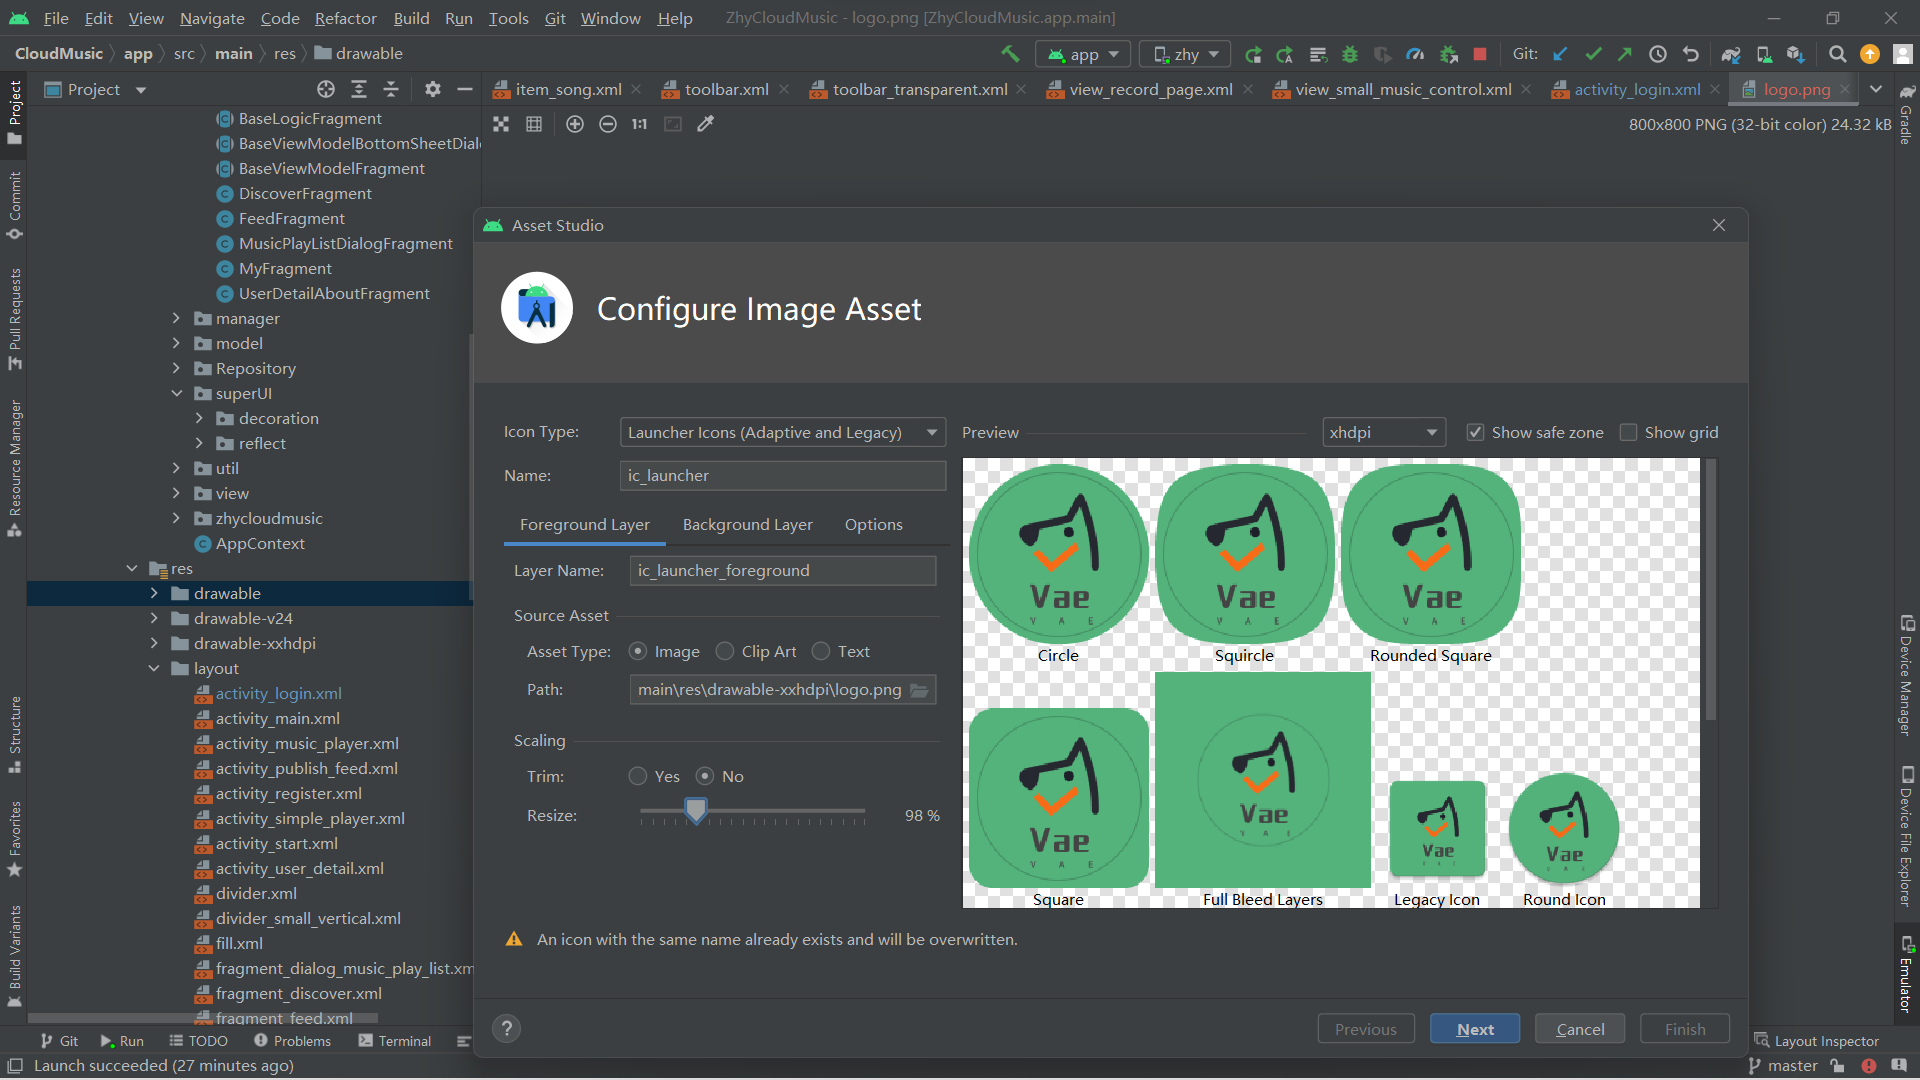 File Edit View Navigate Code Refactor Build Run Tools Git Window Help ZhyCloudMusic - logo.png [ZhyCloudMusic.app.main]
CloudMusic app src main res drawable
app zhy Git:
Project
item_song.xml toolbar.xml toolbar_transparent.xml view_record_page.xml view_small_music_control.xml activity_login.xml logo.png
1:1
800x800 PNG (32-bit color) 24.32 kB
Project
Commit
Pull Requests
Resource Manager
Structure
Favorites
Build Variants
BaseLogicFragment
BaseViewModelBottomSheetDial
BaseViewModelFragment
DiscoverFragment
FeedFragment
MusicPlayListDialogFragment
MyFragment
UserDetailAboutFragment
manager
model
Repository
superUI
decoration
reflect
util
view
zhycloudmusic
AppContext
res
drawable
drawable-v24
drawable-xxhdpi
layout
activity_login.xml
activity_main.xml
activity_music_player.xml
activity_publish_feed.xml
activity_register.xml
activity_simple_player.xml
activity_start.xml
activity_user_detail.xml
divider.xml
divider_small_vertical.xml
fill.xml
fragment_dialog_music_play_list.xm
fragment_discover.xml
fragment_feed.xml
Asset Studio
Configure Image Asset
Icon Type: Launcher Icons (Adaptive and Legacy)
Name: ic_launcher
Foreground Layer Background Layer Options
Layer Name: ic_launcher_foreground
Source Asset
Asset Type: Image Clip Art Text
Path: main\res\drawable-xxhdpi\logo.png
Scaling
Trim: Yes No
Resize: 98 %
Preview xhdpi Show safe zone Show grid
Vae Vae Vae
V A E V A E V A E
Circle Squircle Rounded Square
Vae Vae Vae Vae
V A E V A E
Square Full Bleed Layers Legacy Icon Round Icon
An icon with the same name already exists and will be overwritten.
? Previous Next Cancel Finish
Gradle
Device Manager
Device File Explorer
Emulator
Git Run TODO Problems Terminal Layout Inspector
Launch succeeded (27 minutes ago) master